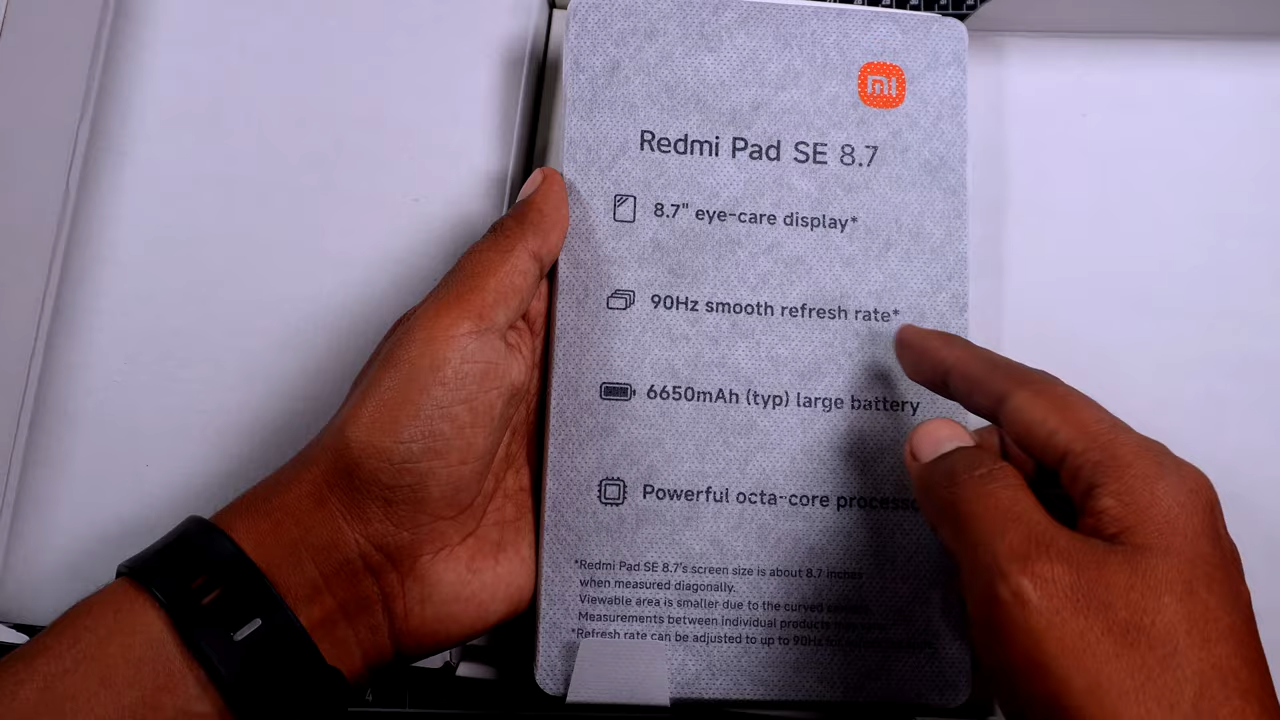 mi
Redmi Pad SE 8.7
8.7" eye-care display*
90Hz smooth refresh rate*
6650mAh (typ) large battery
Powerful octa-core
*Redmi Pad SE 8.7's screen size is about 8.7 inches
when measured diagonally.
Viewable area is smaller due to the curved
Measurements between individual products
*Refresh rate can be adjusted to up to 90Hz